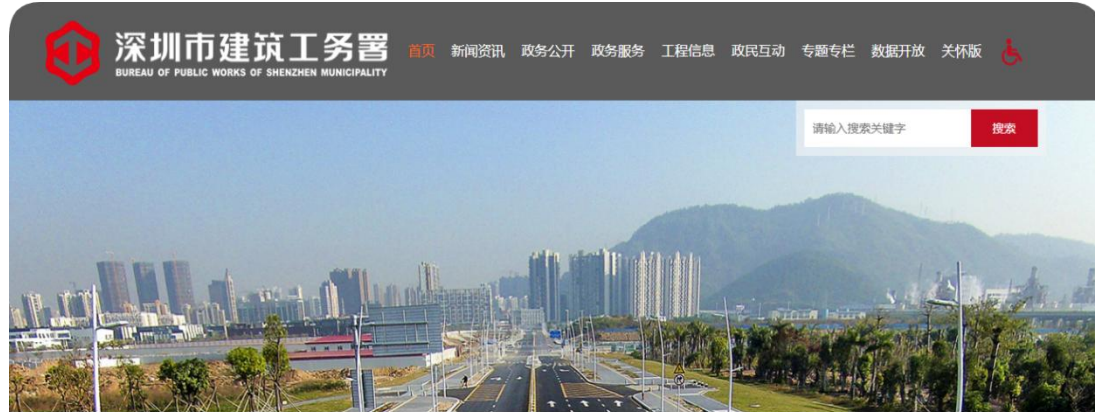 深圳市建筑工务署
BUREAU OF PUBLIC WORKS OF SHENZHEN MUNICIPALITY
首页 新闻资讯 政务公开 政务服务 工程信息 政民互动 专题专栏 数据开放 关怀版
请输入搜索关键字 搜索